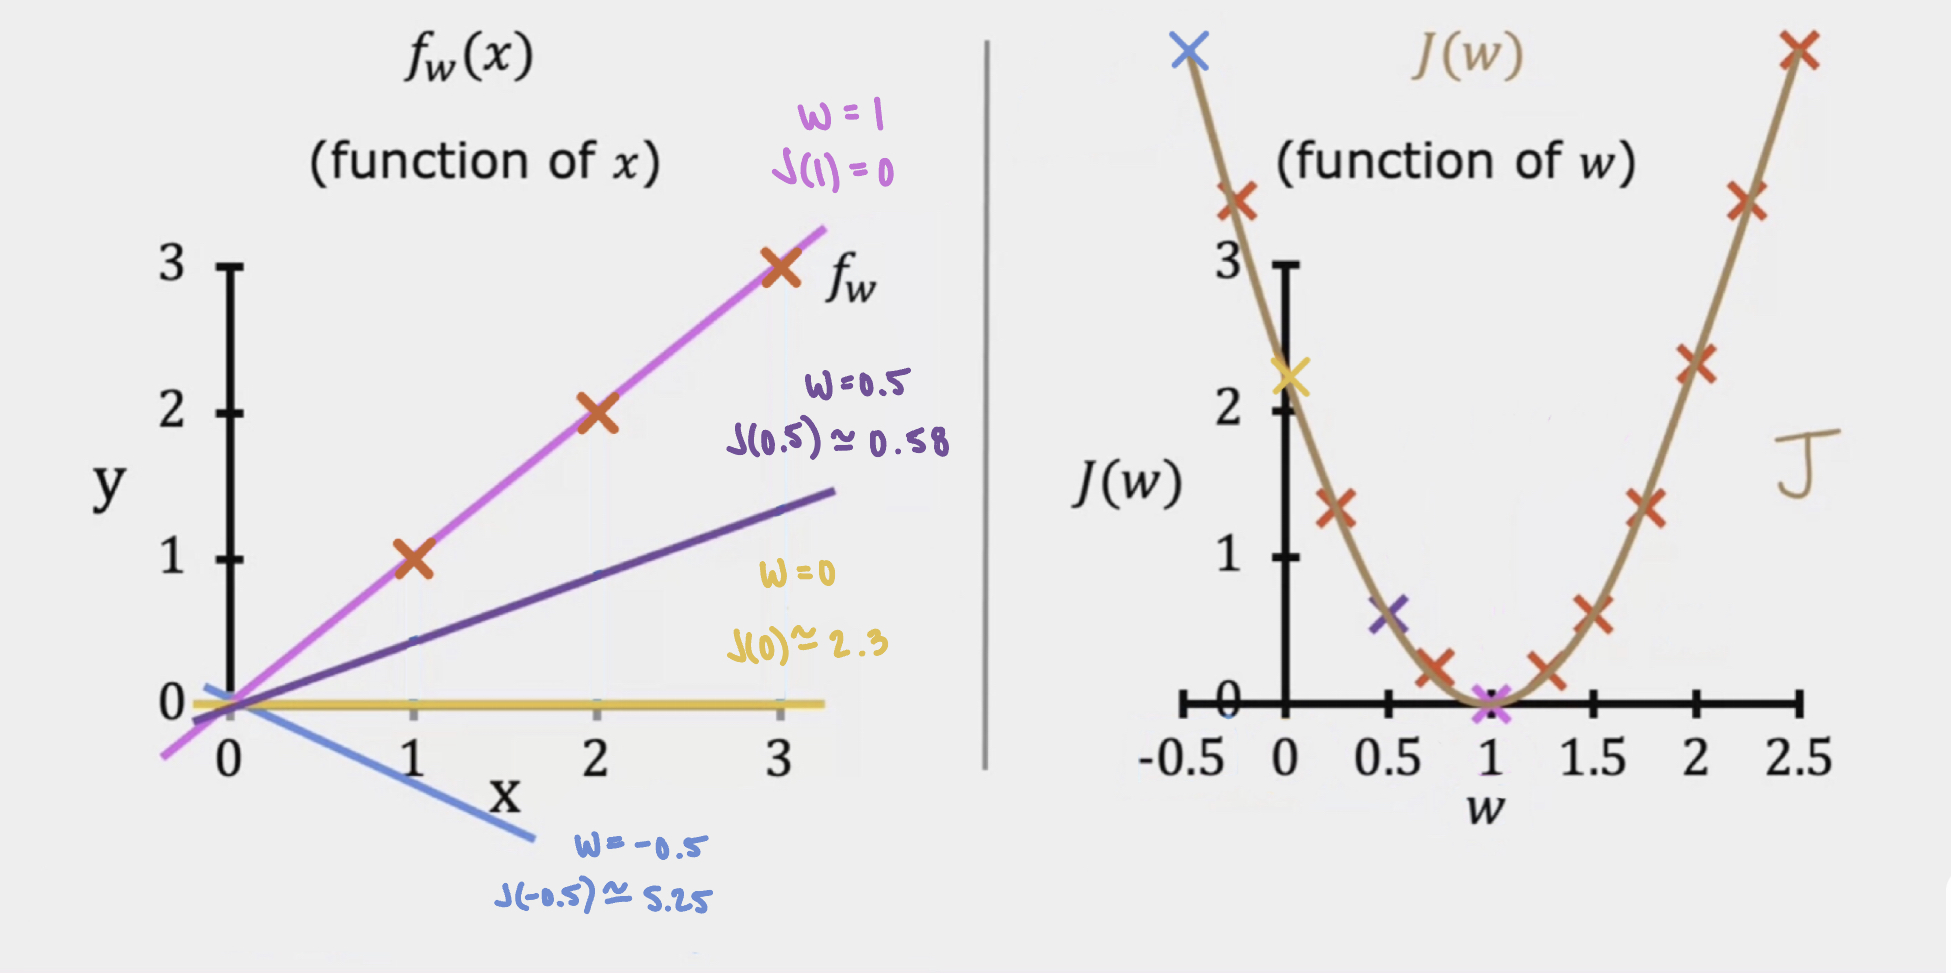 f_w(x)
(function of x)
W = 1
J(1) = 0
3
2
1
0
y
f_w
W = 0.5
J(0.5) ≃ 0.58
W = 0
J(0) ≃ 2.3
0 1 2 3
x
W = -0.5
J(-0.5) ≃ 5.25
J(w)
(function of w)
3
2
1
0
J(w)
J
-0.5 0 0.5 1 1.5 2 2.5
w